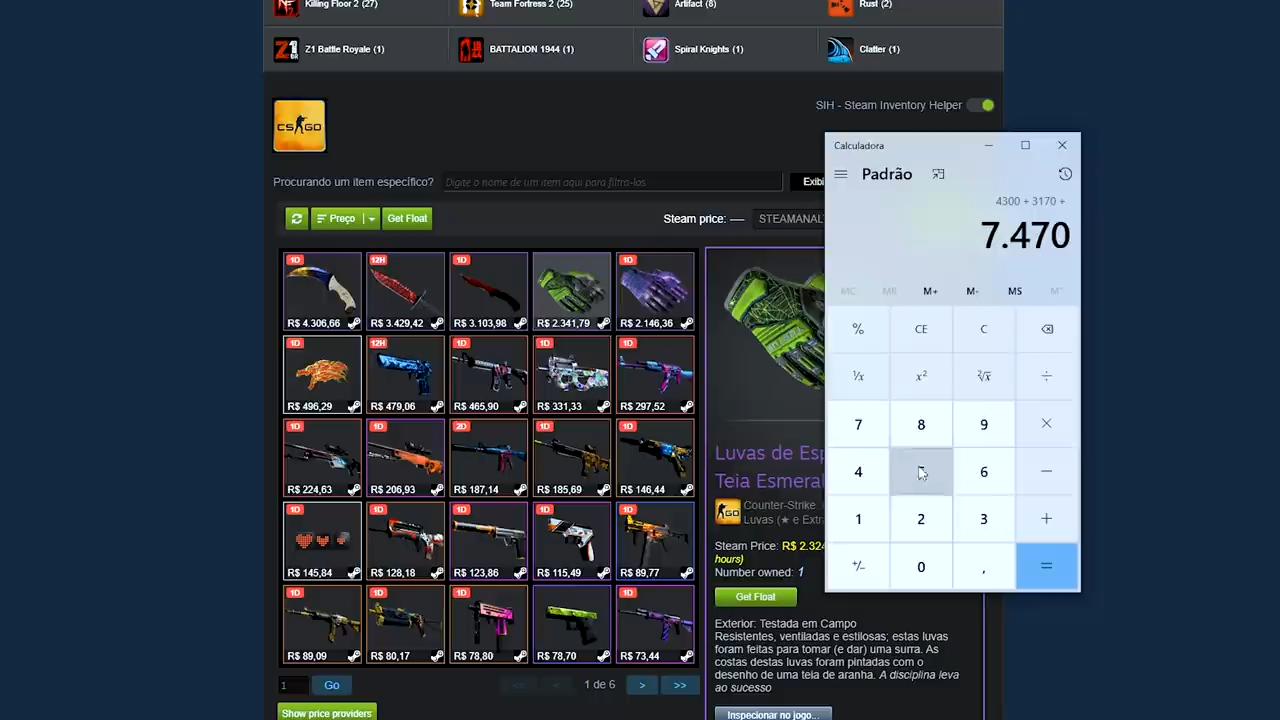 Killing Floor 2 (27)
Team Fortress 2 (25)
Artifact (8)
Rust (2)
Z1 Battle Royale (1)
BATTALION 1944 (1)
Spiral Knights (1)
Clatter (1)
CS GO
SIH - Steam Inventory Helper
Procurando um item específico?
Digite o nome de um item aqui para filtrá-los
Exibi
Preço
Get Float
Steam price: —
STEAMANAL
1D
R$ 4.306,66
12H
R$ 3.429,42
1D
R$ 3.103,98
R$ 2.341,79
1D
R$ 2.146,36
1D
R$ 496,29
12H
R$ 479,06
1D
R$ 465,90
1D
R$ 331,33
1D
R$ 297,52
1D
R$ 224,63
1D
R$ 206,93
2D
R$ 187,14
1D
R$ 185,69
1D
R$ 146,44
1D
R$ 145,84
1D
R$ 128,18
1D
R$ 123,86
1D
R$ 115,49
1D
R$ 89,77
1D
R$ 89,09
1D
R$ 80,17
1D
R$ 78,80
1D
R$ 78,70
1D
R$ 73,44
1
Go
<<
<
1 de 6
>
>>
Show price providers
Luvas de Esp
Teia Esmeral
GO
Counter-Strike
Luvas (★ e Extra
Steam Price: R$ 2.324
hours)
Number owned: 1
Get Float
Exterior: Testada em Campo
Resistentes, ventiladas e estilosas; estas luvas
foram feitas para tomar (e dar) uma surra. As
costas destas luvas foram pintadas com o
desenho de uma teia de aranha. A disciplina leva
ao sucesso
Inspecionar no jogo...
Calculadora
Padrão
4300 + 3170 +
7.470
MC
MR
M+
M-
MS
M˅
%
CE
C
⌫
¹/x
x²
²√x
÷
7
8
9
×
4
6
−
1
2
3
+
+/−
0
,
=